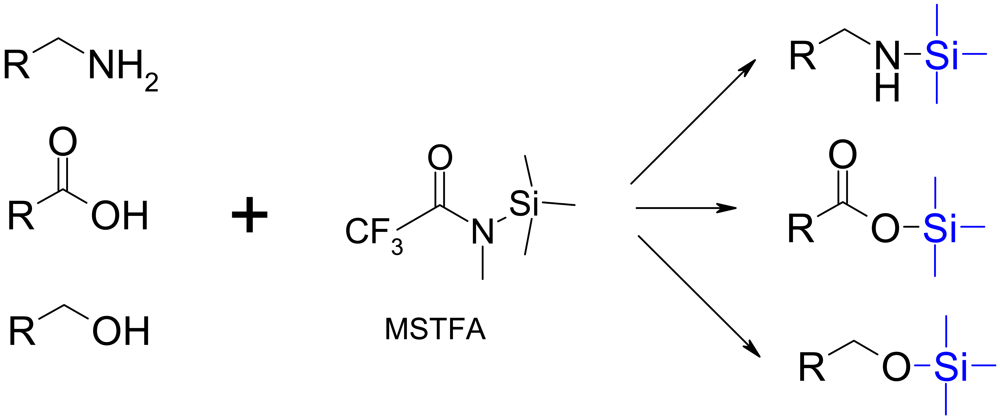 R NH2
O
R OH
R OH
+
O
CF3 N Si
MSTFA
R N Si
H
O
R O Si
R O Si